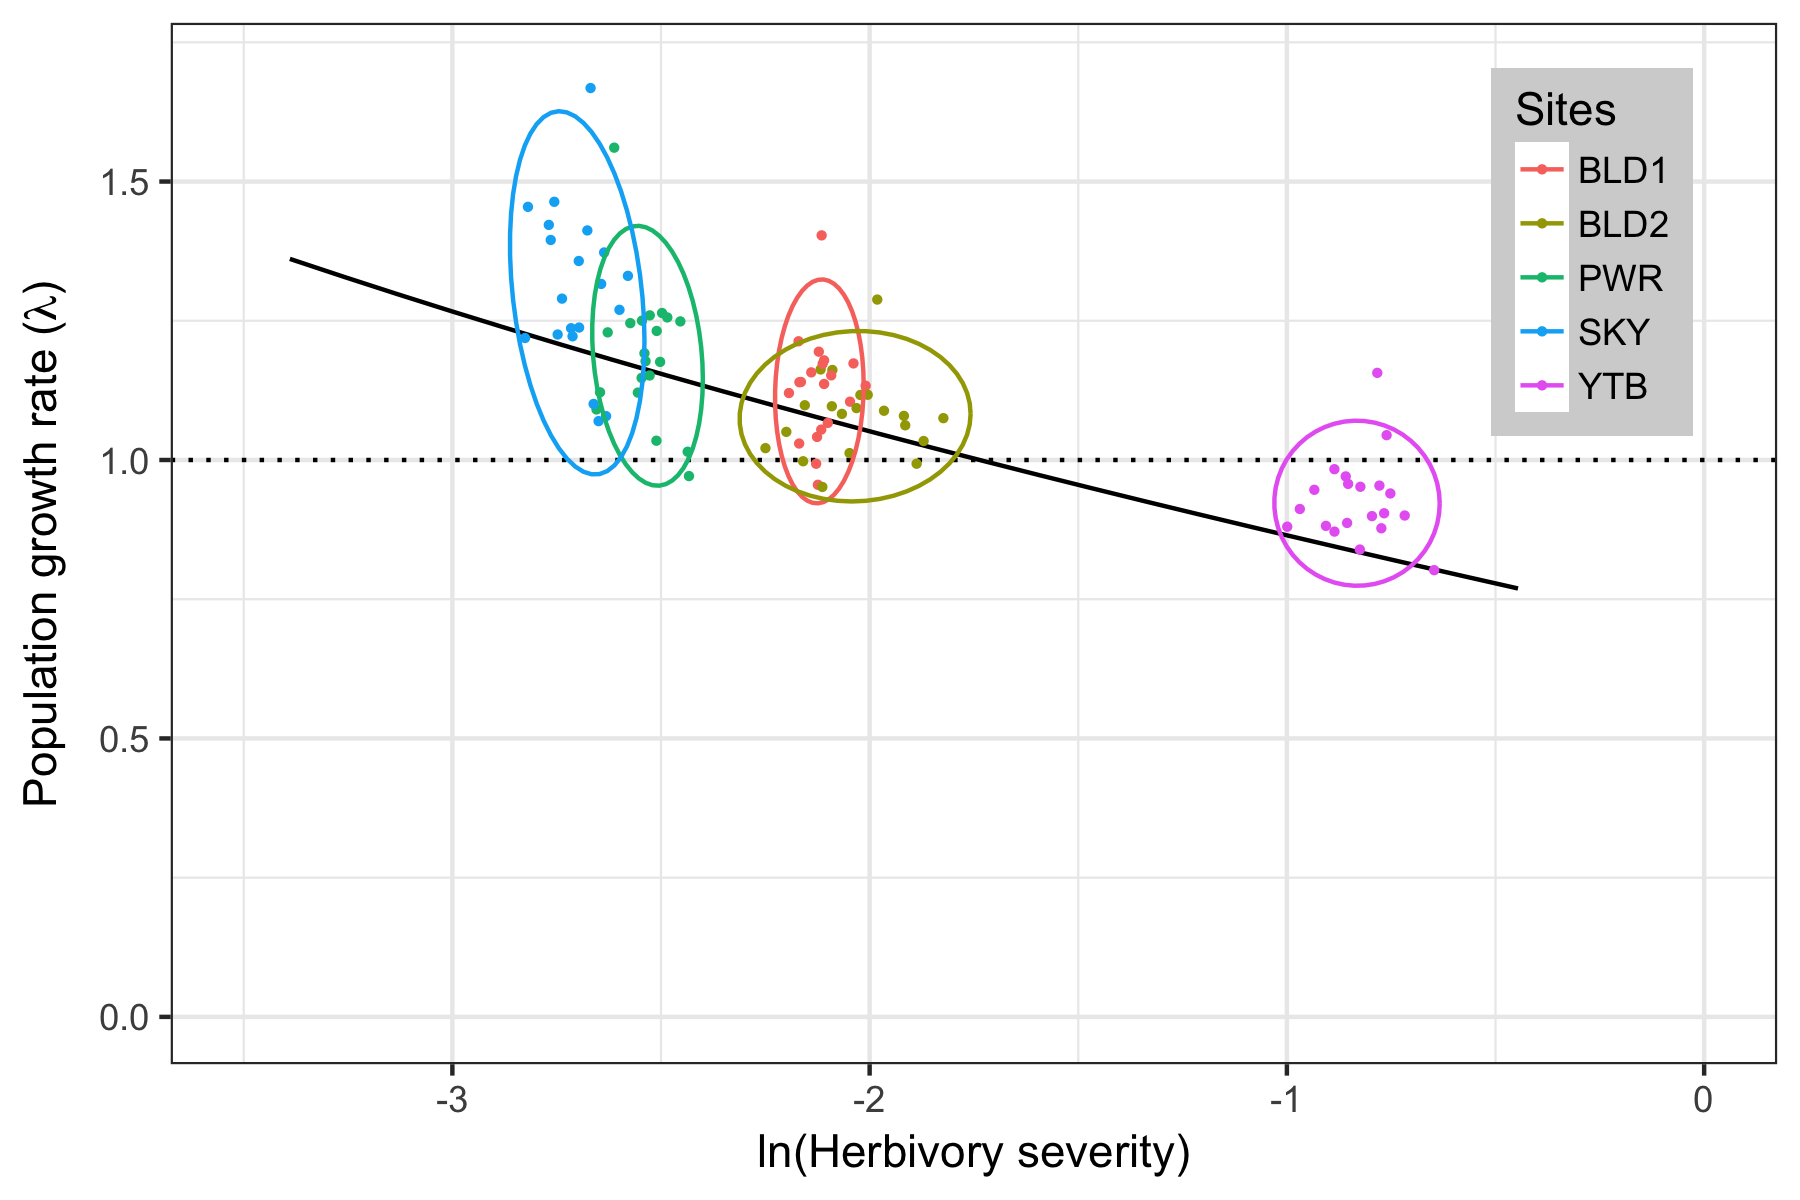 Sites
BLD1
BLD2
PWR
SKY
YTB
Population growth rate (λ)
1.5
1.0
0.5
0.0
-3
-2
-1
0
ln(Herbivory severity)